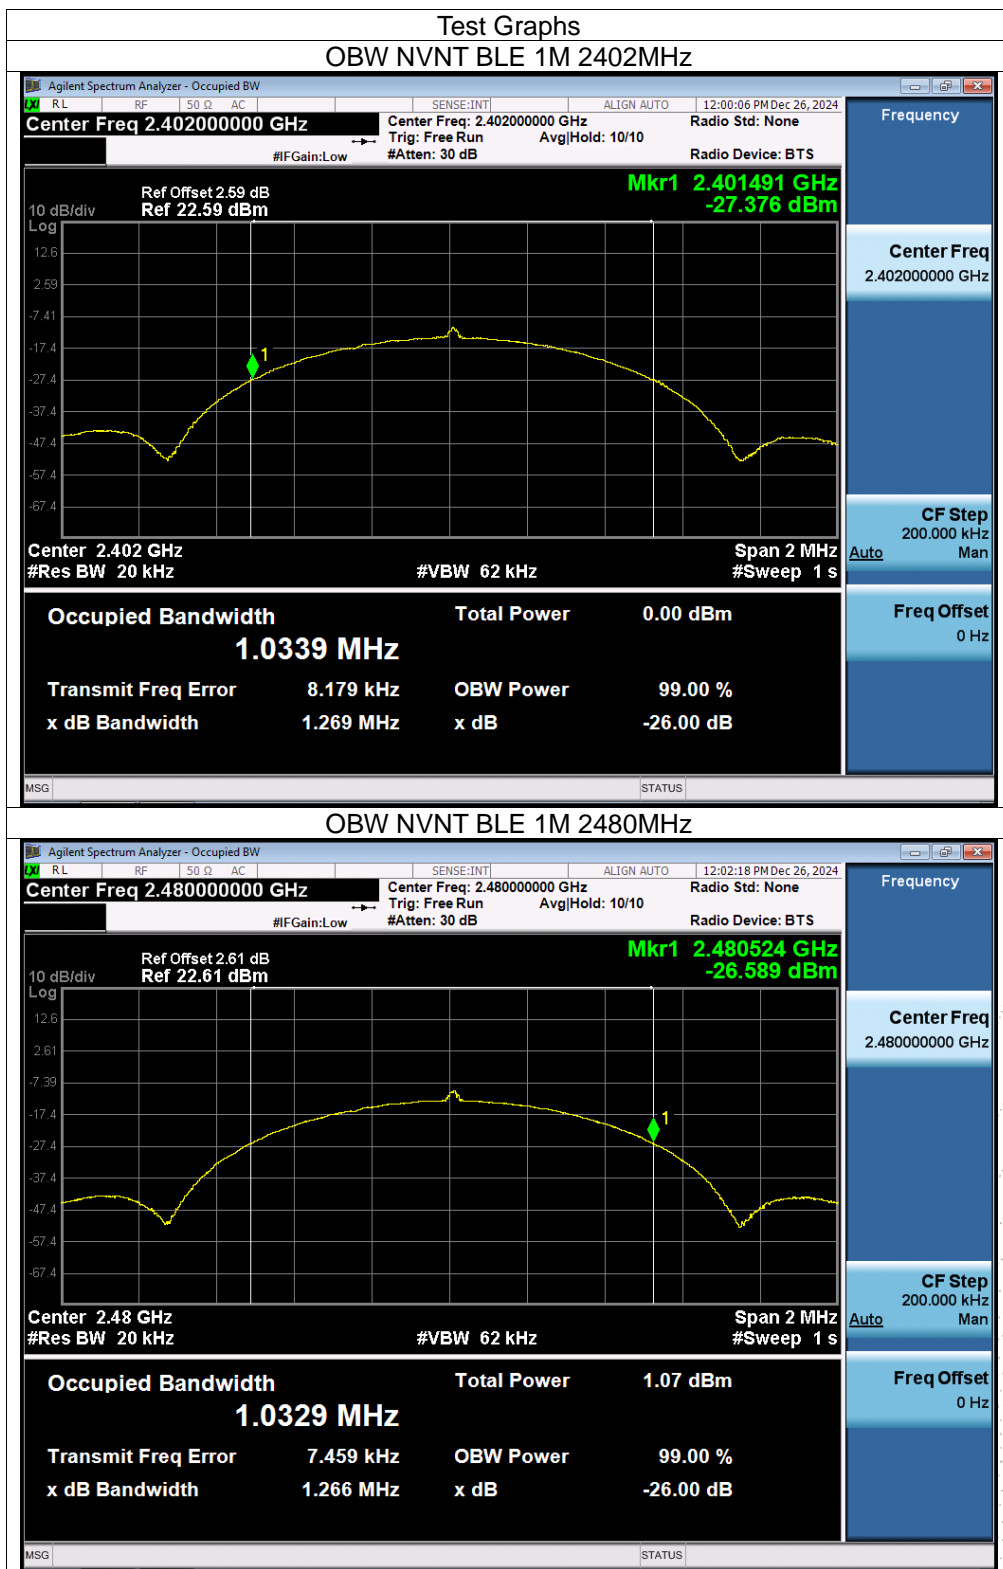 Test Graphs
OBW NVNT BLE 1M 2402MHz
Agilent Spectrum Analyzer - Occupied BW
LXI RL RF 50 Ω AC SENSE:INT ALIGN AUTO 12:00:06 PM Dec 26, 2024
Center Freq 2.402000000 GHz Center Freq: 2.402000000 GHz Radio Std: None
Trig: Free Run Avg|Hold: 10/10
#IFGain:Low #Atten: 30 dB Radio Device: BTS
Frequency
Mkr1 2.401491 GHz
-27.376 dBm
Ref Offset 2.59 dB
10 dB/div Ref 22.59 dBm
Log
12.6
2.59
-7.41
-17.4
-27.4
-37.4
-47.4
-57.4
-67.4
1
Center Freq
2.402000000 GHz
CF Step
200.000 kHz
Auto Man
Freq Offset
0 Hz
Center 2.402 GHz Span 2 MHz
#Res BW 20 kHz #VBW 62 kHz #Sweep 1 s
Occupied Bandwidth Total Power 0.00 dBm
1.0339 MHz
Transmit Freq Error 8.179 kHz OBW Power 99.00 %
x dB Bandwidth 1.269 MHz x dB -26.00 dB
MSG STATUS
OBW NVNT BLE 1M 2480MHz
Agilent Spectrum Analyzer - Occupied BW
LXI RL RF 50 Ω AC SENSE:INT ALIGN AUTO 12:02:18 PM Dec 26, 2024
Center Freq 2.480000000 GHz Center Freq: 2.480000000 GHz Radio Std: None
Trig: Free Run Avg|Hold: 10/10
#IFGain:Low #Atten: 30 dB Radio Device: BTS
Frequency
Mkr1 2.480524 GHz
-26.589 dBm
Ref Offset 2.61 dB
10 dB/div Ref 22.61 dBm
Log
12.6
2.61
-7.39
-17.4
-27.4
-37.4
-47.4
-57.4
-67.4
1
Center Freq
2.480000000 GHz
CF Step
200.000 kHz
Auto Man
Freq Offset
0 Hz
Center 2.48 GHz Span 2 MHz
#Res BW 20 kHz #VBW 62 kHz #Sweep 1 s
Occupied Bandwidth Total Power 1.07 dBm
1.0329 MHz
Transmit Freq Error 7.459 kHz OBW Power 99.00 %
x dB Bandwidth 1.266 MHz x dB -26.00 dB
MSG STATUS